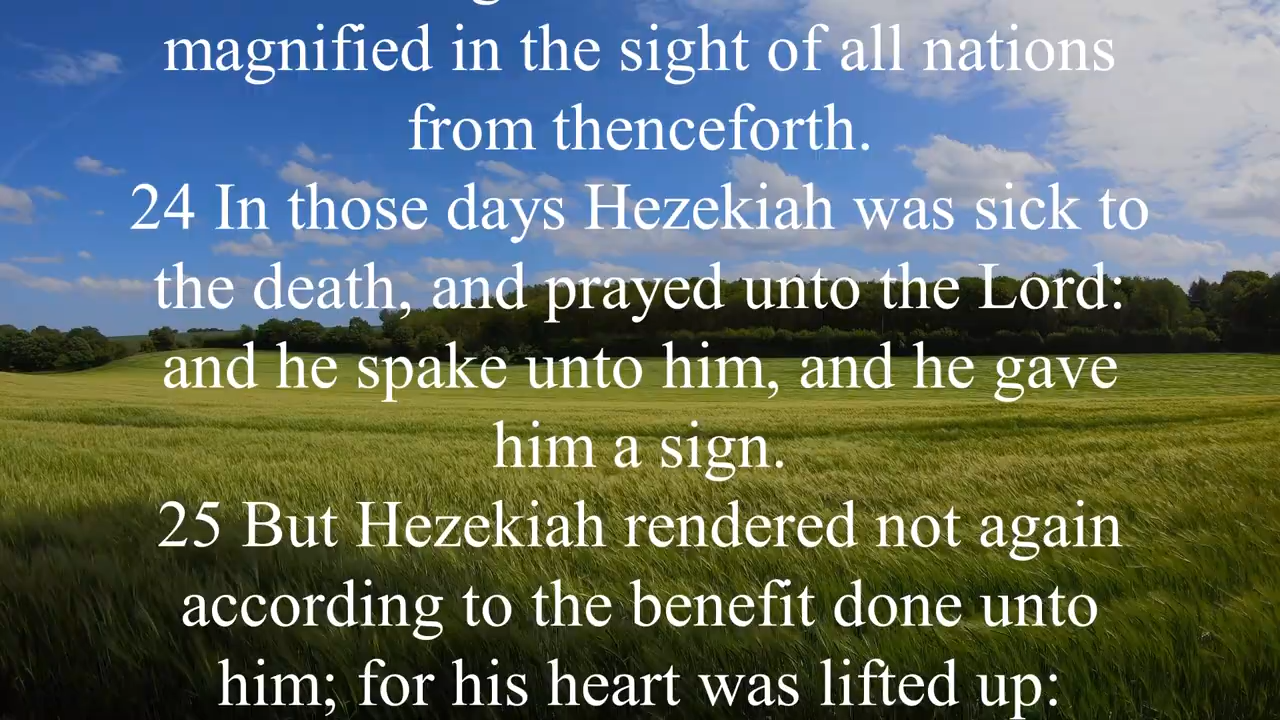 magnified in the sight of all nations
from thenceforth.
24 In those days Hezekiah was sick to
the death, and prayed unto the Lord:
and he spake unto him, and he gave
him a sign.
25 But Hezekiah rendered not again
according to the benefit done unto
him; for his heart was lifted up: